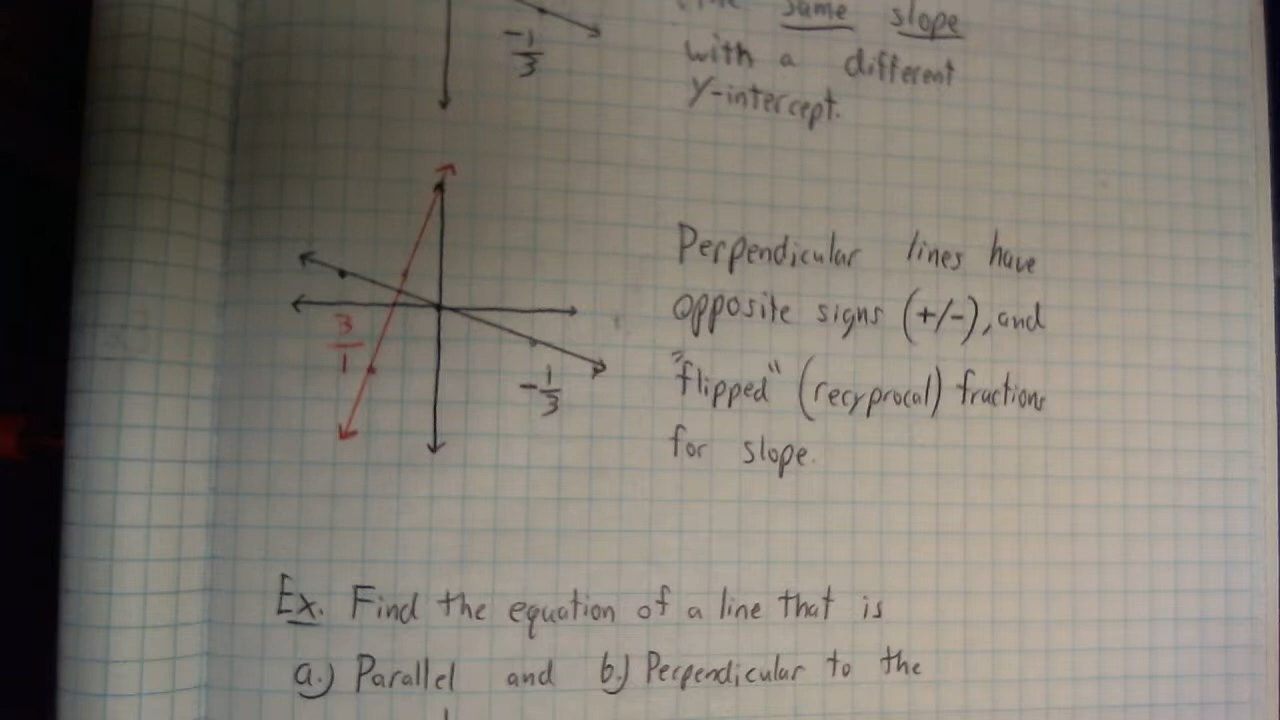 same slope
with a different
y-intercept.
-1/3
Perpendicular lines have
opposite signs (+/-), and
"flipped" (recyprocal) fractions
for slope.
3/1
-1/3
Ex. Find the equation of a line that is
a.) Parallel and b.) Perpendicular to the